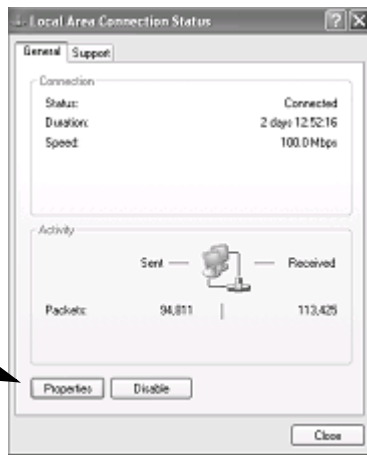 Local Area Connection Status
General Support
Connection
Status: Connected
Duration: 2 days 12:52:16
Speed: 100.0 Mbps
Activity
Sent Received
Packets: 94,811 113,425
Properties Disable
Close